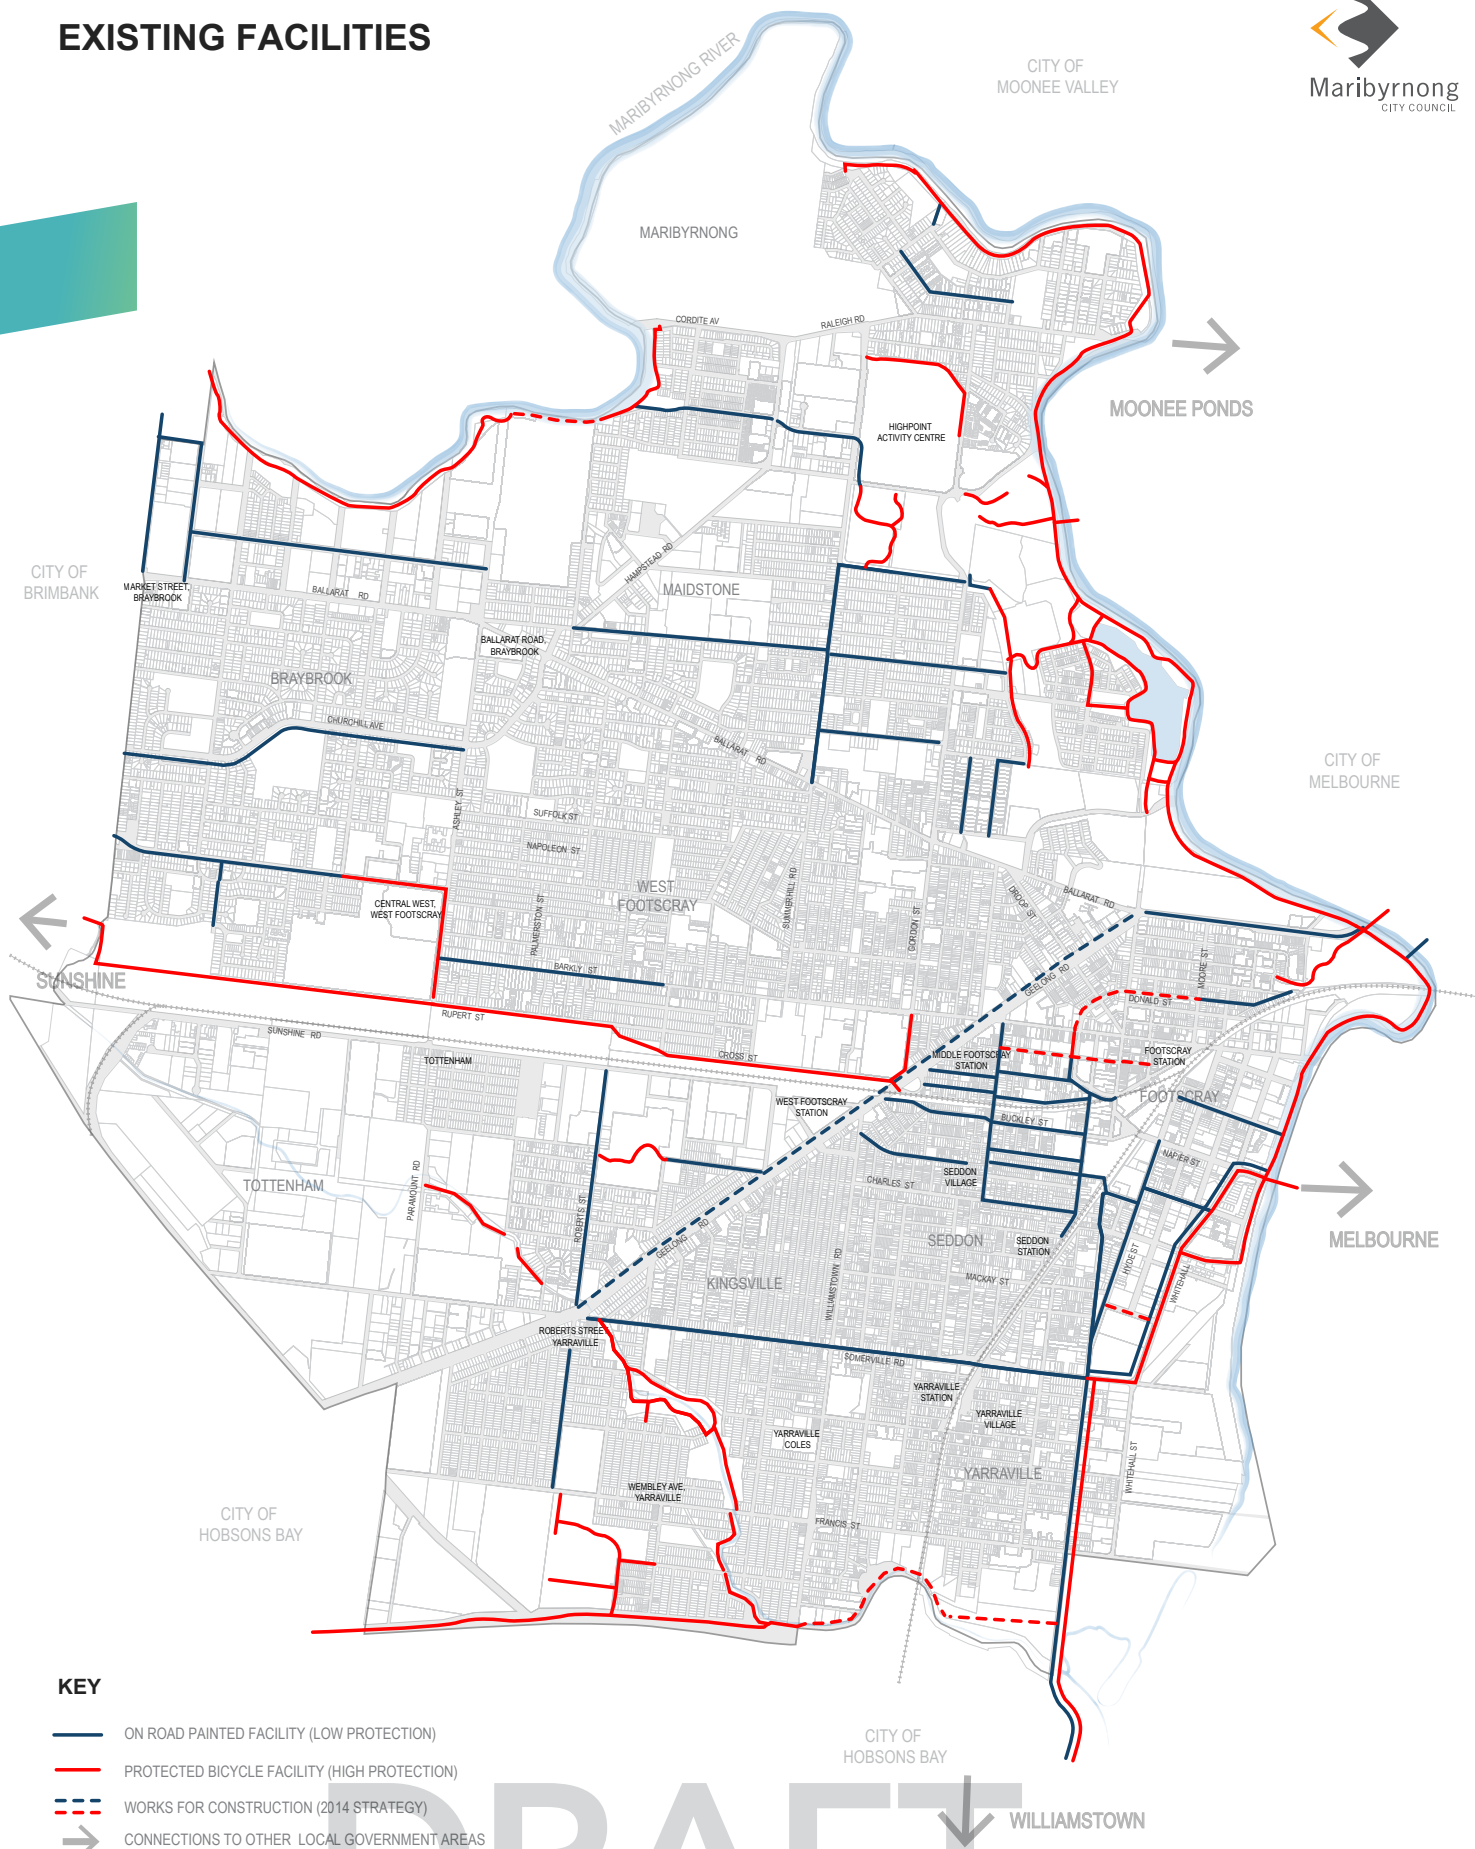 EXISTING FACILITIES
Maribyrnong
CITY COUNCIL
MARIBYRNONG RIVER
CITY OF
MOONEE VALLEY
MARIBYRNONG
CORDITE AV
RALEIGH RD
MOONEE PONDS
HIGHPOINT
ACTIVITY CENTRE
CITY OF
BRIMBANK
MARKET STREET,
BRAYBROOK
BALLARAT RD
HAMPSTEAD RD
MAIDSTONE
BALLARAT ROAD,
BRAYBROOK
BRAYBROOK
CHURCHILL AVE
BALLARAT RD
CITY OF
MELBOURNE
ASHLEY ST
SUFFOLK ST
NAPOLEON ST
WEST
FOOTSCRAY
SUMMERHILL RD
DROOP ST
BALLARAT RD
CENTRAL WEST,
WEST FOOTSCRAY
PALMERSTON ST
GORDON ST
BARKLY ST
GEELONG RD
MOORE ST
DONALD ST
SUNSHINE
RUPERT ST
SUNSHINE RD
CROSS ST
TOTTENHAM
MIDDLE FOOTSCRAY
STATION
FOOTSCRAY
STATION
WEST FOOTSCRAY
STATION
FOOTSCRAY
BUCKLEY ST
NAPIER ST
TOTTENHAM
PARAMOUNT RD
ROBERTS ST
CHARLES ST
SEDDON
VILLAGE
GEELONG RD
SEDDON
SEDDON
STATION
HYDE ST
MELBOURNE
KINGSVILLE
WILLIAMSTOWN RD
MACKAY ST
WHITEHALL
ROBERTS STREET
YARRAVILLE
SOMERVILLE RD
YARRAVILLE
STATION
YARRAVILLE
VILLAGE
YARRAVILLE
COLES
WHITEHALL ST
YARRAVILLE
WEMBLEY AVE,
YARRAVILLE
FRANCIS ST
CITY OF
HOBSONS BAY
KEY
ON ROAD PAINTED FACILITY (LOW PROTECTION)
PROTECTED BICYCLE FACILITY (HIGH PROTECTION)
WORKS FOR CONSTRUCTION (2014 STRATEGY)
CONNECTIONS TO OTHER LOCAL GOVERNMENT AREAS
CITY OF
HOBSONS BAY
WILLIAMSTOWN
DRAFT